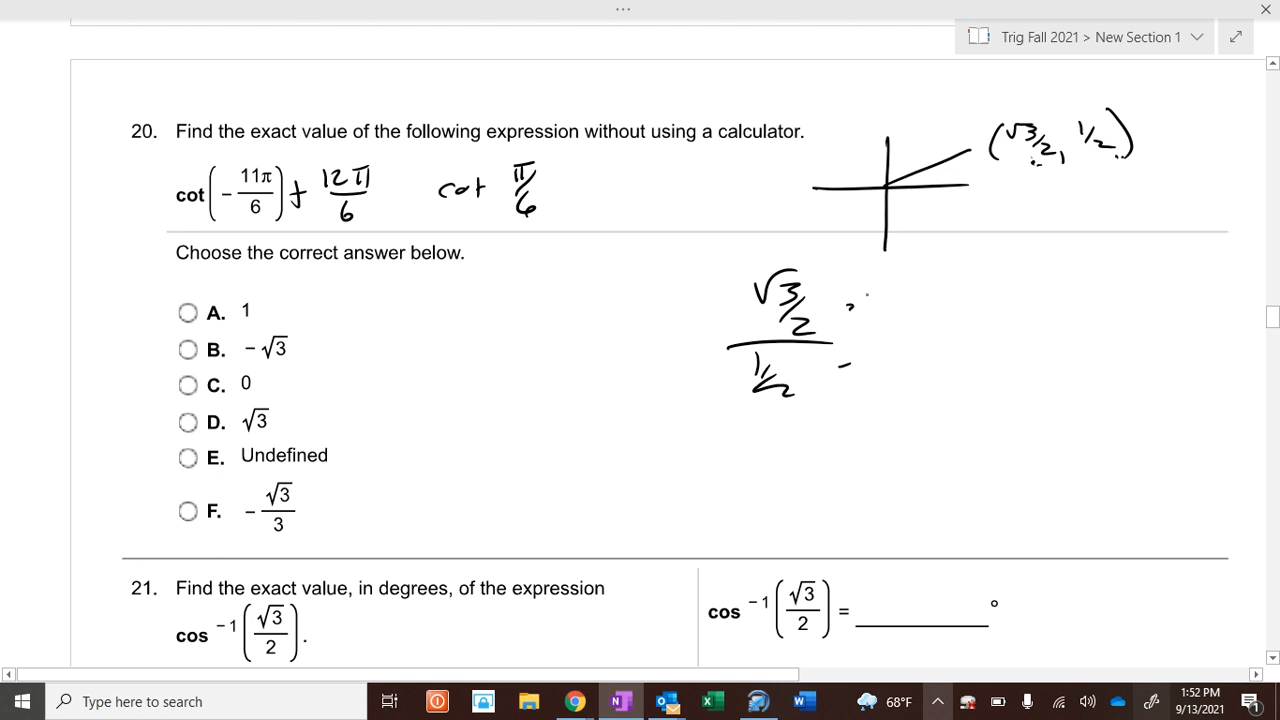 Trig Fall 2021 > New Section 1
20. Find the exact value of the following expression without using a calculator.
(√3/2, 1/2)
cot(−11π/6) + 12π/6 cot π/6
Choose the correct answer below.
A. 1
B. −√3
C. 0
D. √3
E. Undefined
F. −√3/3
√3/2
1/2
21. Find the exact value, in degrees, of the expression
cos⁻¹(√3/2).
cos⁻¹(√3/2) = ________ °
Type here to search
68°F
1:52 PM
9/13/2021
1